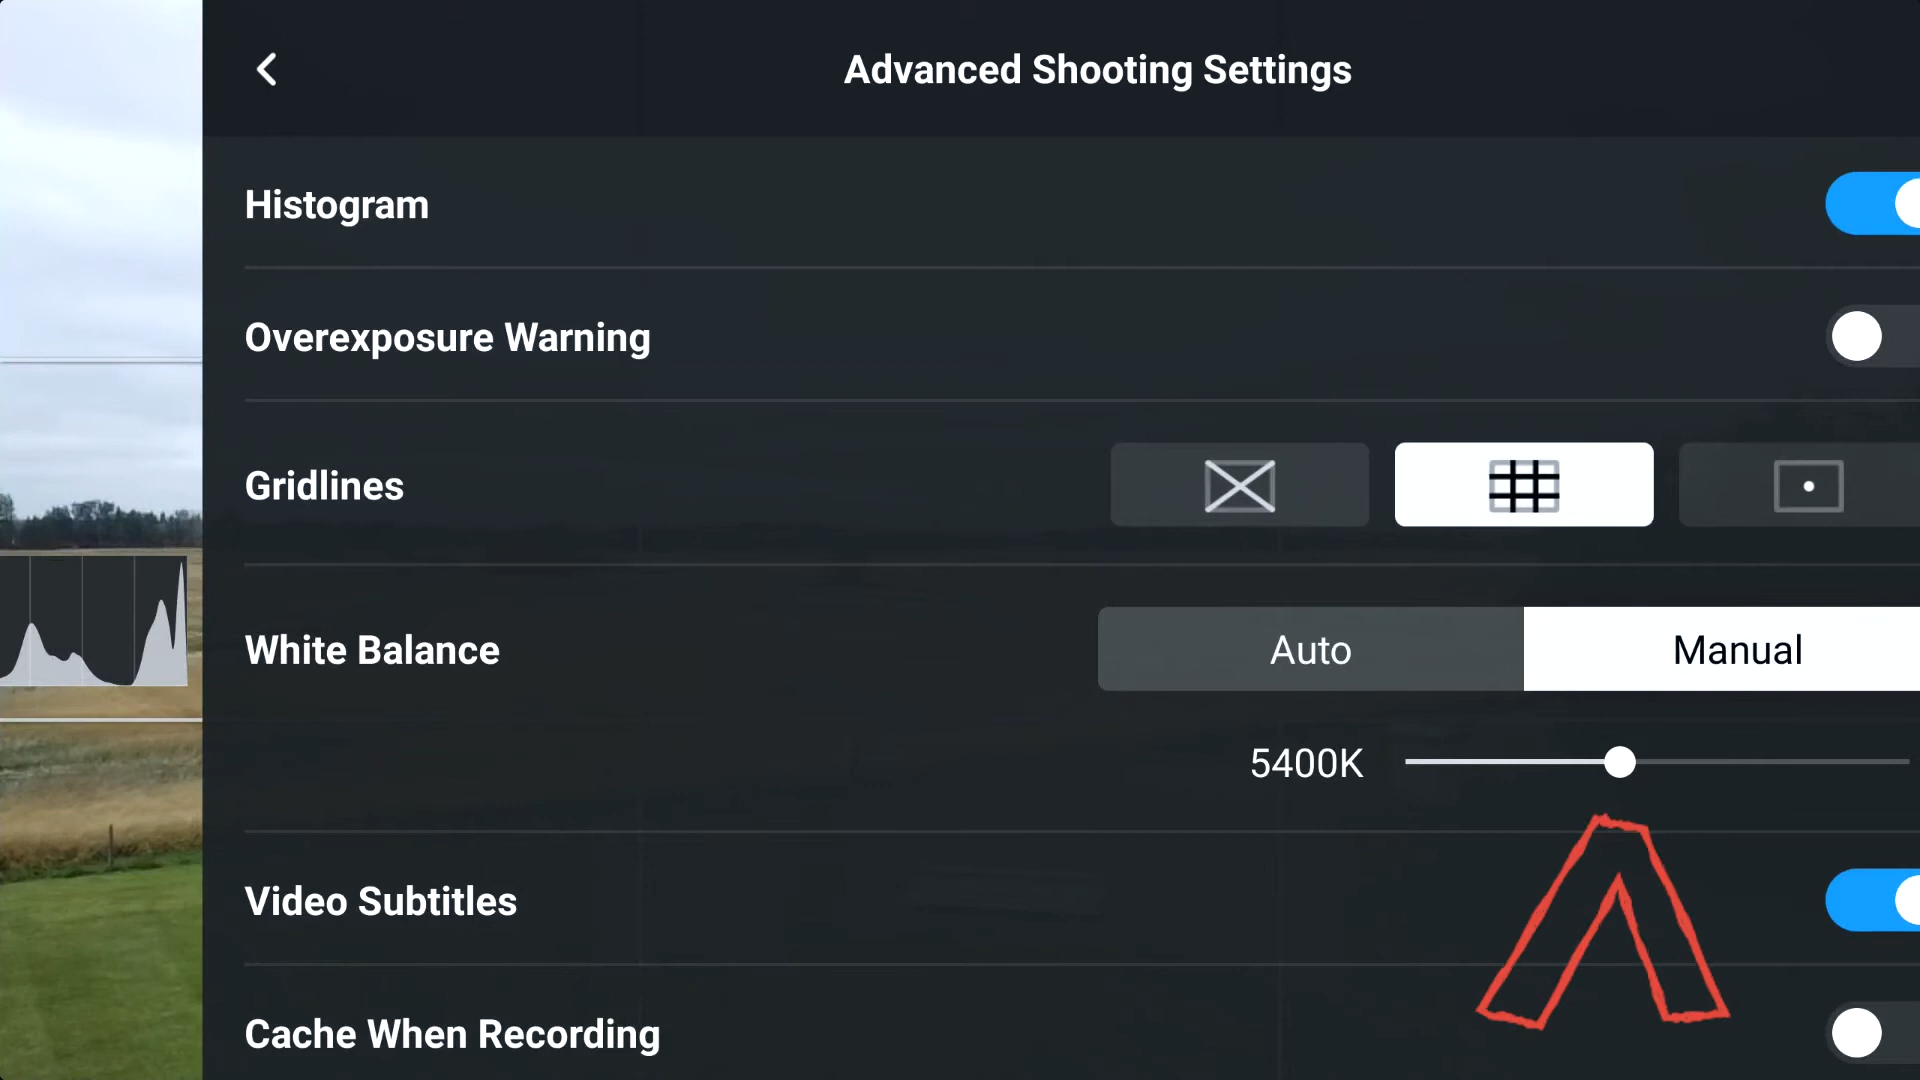 Advanced Shooting Settings
Histogram
Overexposure Warning
Gridlines
White Balance
Auto
Manual
5400K
Video Subtitles
Cache When Recording